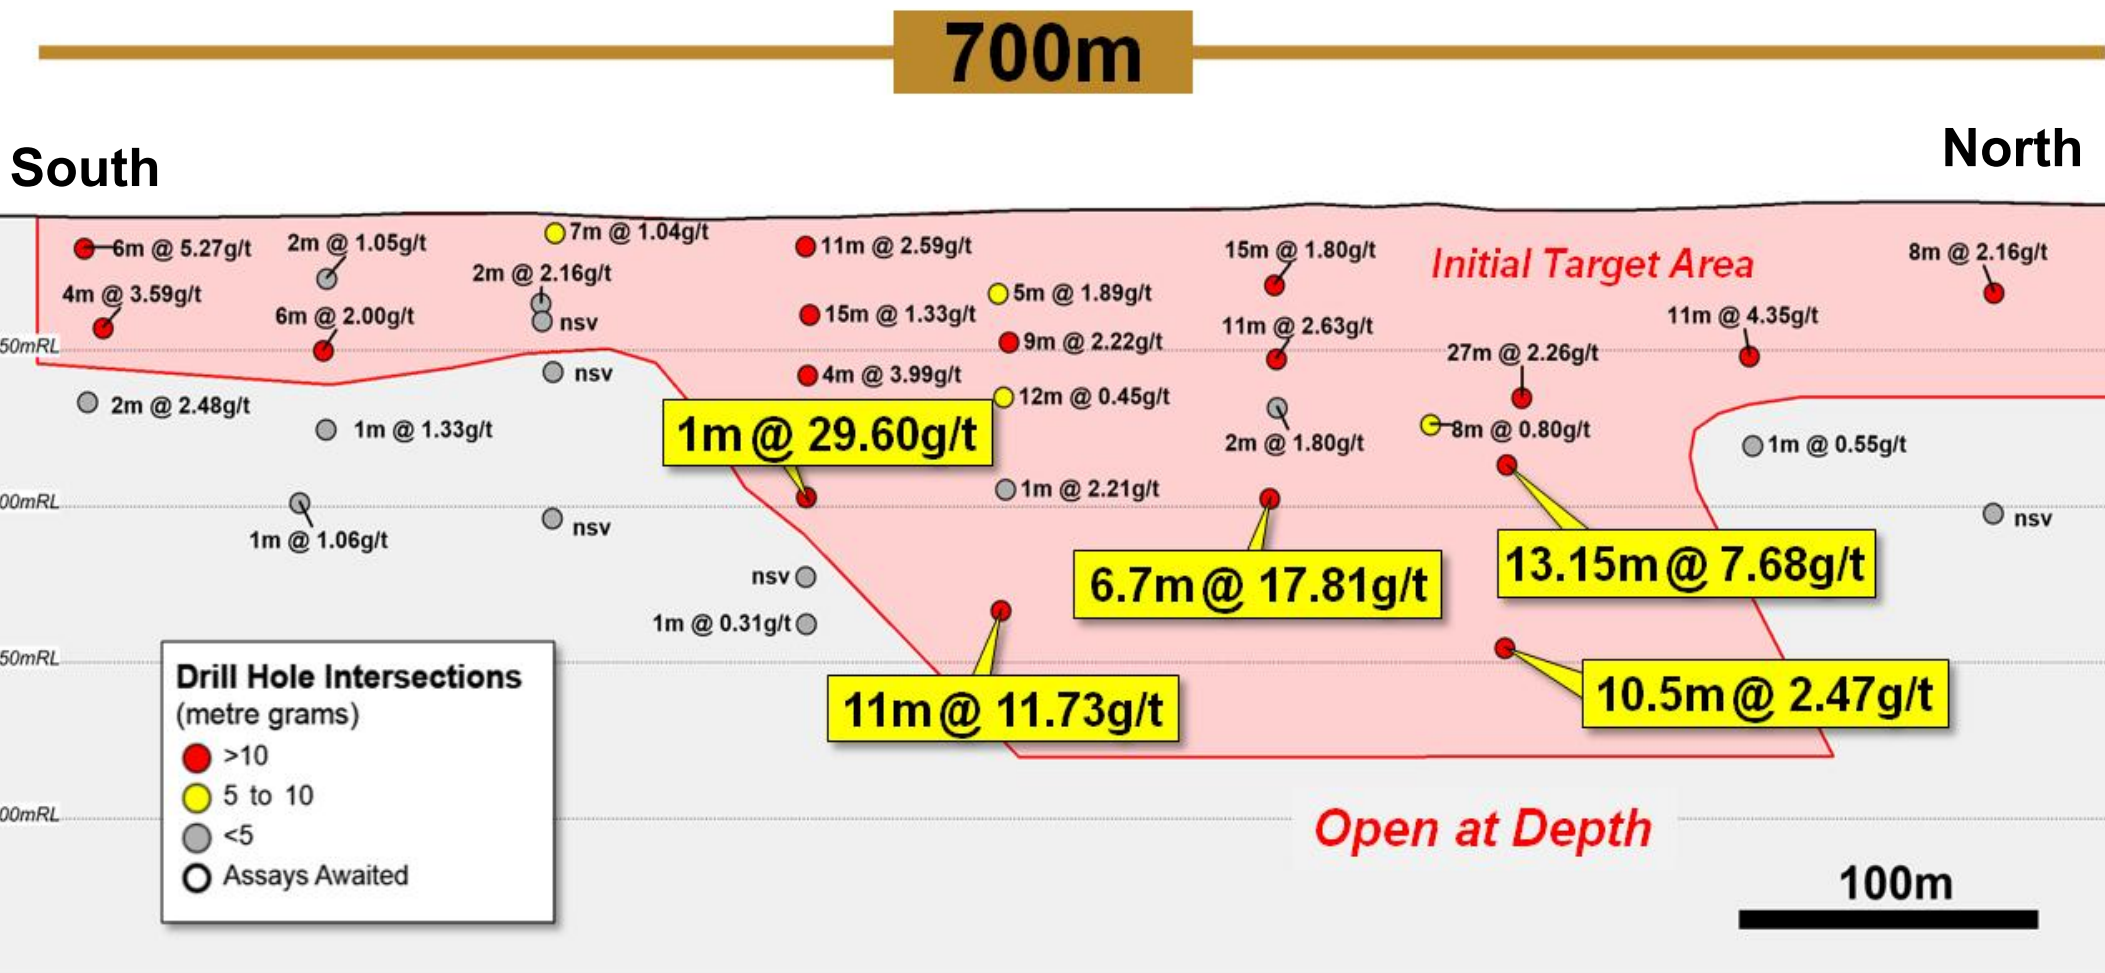 700m
South
North
6m @ 5.27g/t
2m @ 1.05g/t
7m @ 1.04g/t
11m @ 2.59g/t
15m @ 1.80g/t
Initial Target Area
8m @ 2.16g/t
4m @ 3.59g/t
2m @ 2.16g/t
5m @ 1.89g/t
6m @ 2.00g/t
nsv
15m @ 1.33g/t
11m @ 2.63g/t
11m @ 4.35g/t
50mRL
9m @ 2.22g/t
27m @ 2.26g/t
nsv
4m @ 3.99g/t
2m @ 2.48g/t
12m @ 0.45g/t
1m @ 1.33g/t
1m @ 29.60g/t
2m @ 1.80g/t
8m @ 0.80g/t
1m @ 0.55g/t
00mRL
1m @ 2.21g/t
nsv
nsv
1m @ 1.06g/t
13.15m @ 7.68g/t
nsv
6.7m @ 17.81g/t
1m @ 0.31g/t
50mRL
11m @ 11.73g/t
10.5m @ 2.47g/t
Drill Hole Intersections
(metre grams)
>10
5 to 10
<5
Assays Awaited
00mRL
Open at Depth
100m